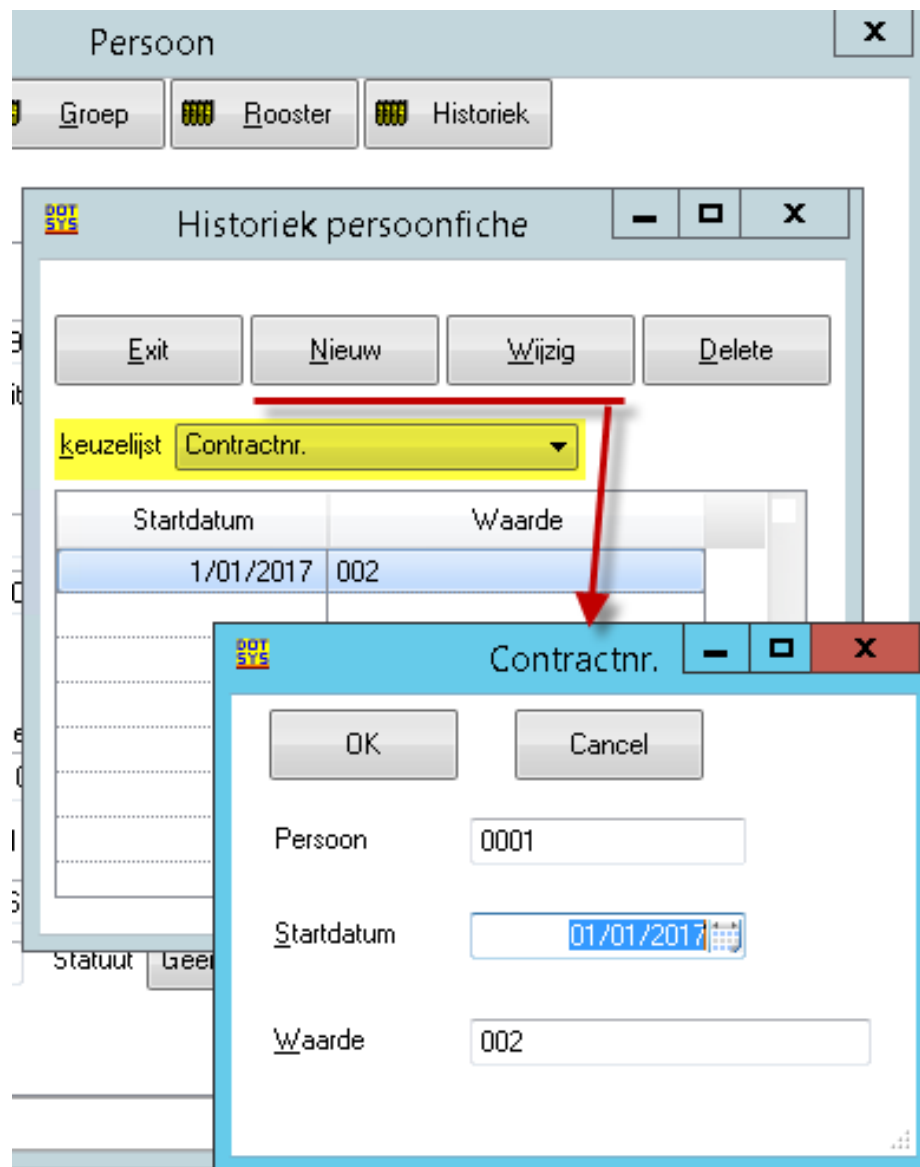 Persoon
Groep Rooster Historiek
DOT SYS Historiek persoonfiche
Exit Nieuw Wijzig Delete
keuzelijst Contractnr.
Startdatum Waarde
1/01/2017 002
DOT SYS Contractnr.
OK Cancel
Persoon 0001
Startdatum 01/01/2017
Statuut
Waarde 002